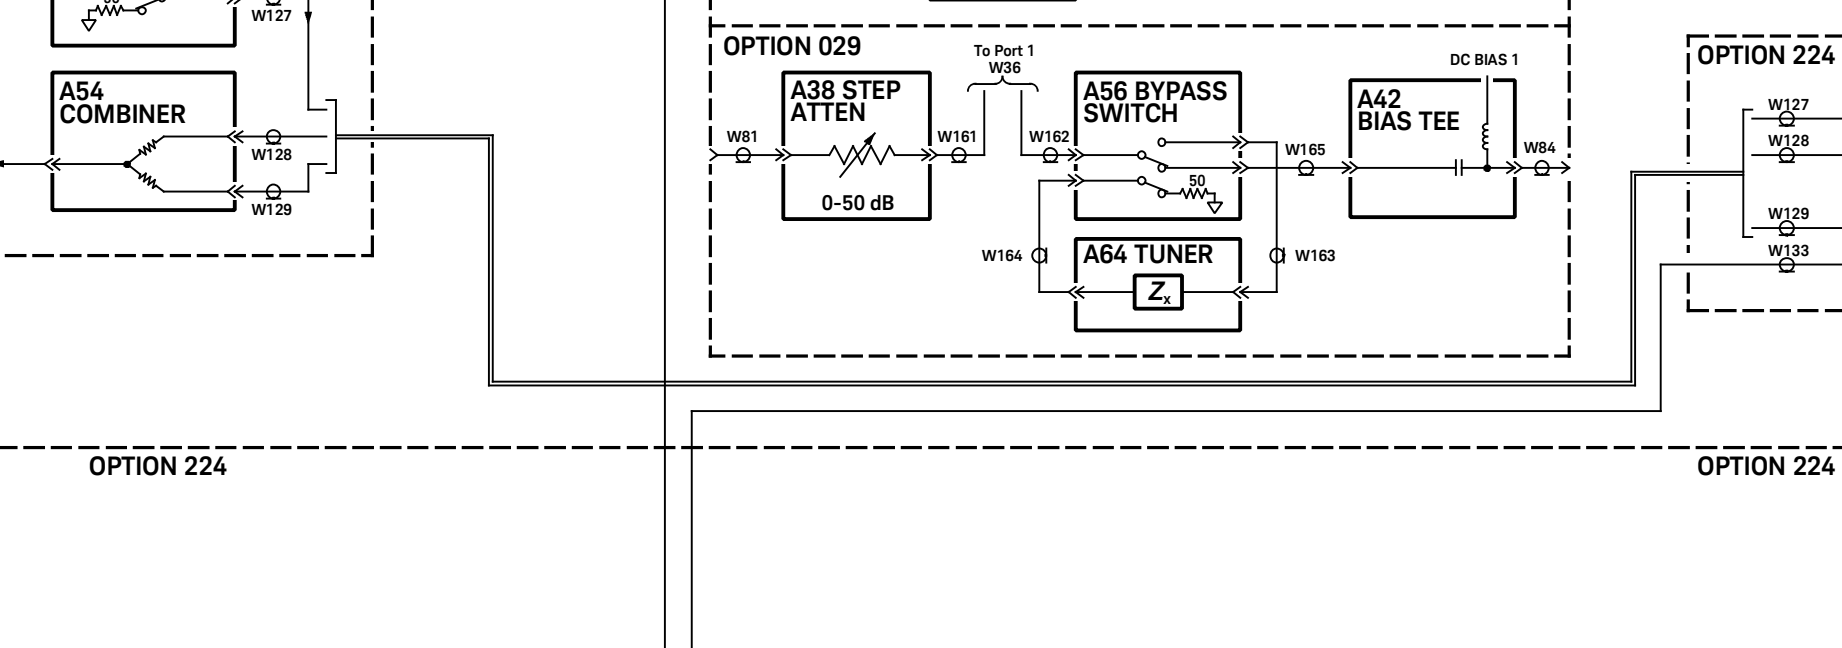 W127
A54
COMBINER
W128
W129
OPTION 224
OPTION 029
To Port 1
W36
W81
A38 STEP
ATTEN
0-50 dB
W161
W162
A56 BYPASS
SWITCH
50
W164
A64 TUNER
Zx
W163
W165
DC BIAS 1
A42
BIAS TEE
W84
OPTION 224
W127
W128
W129
W133
OPTION 224